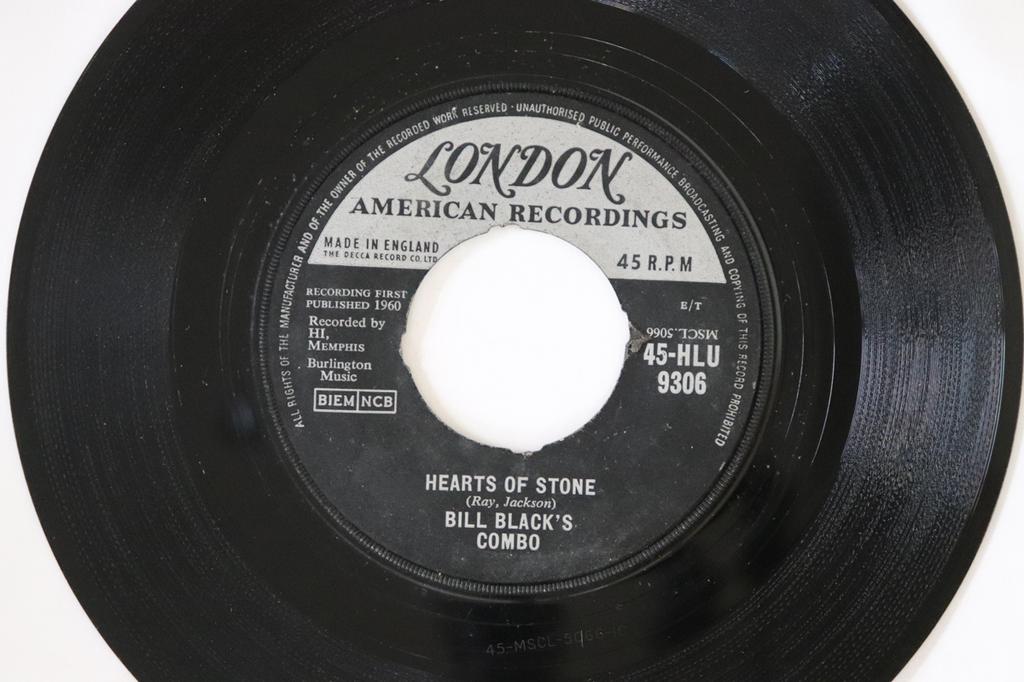 ALL RIGHTS OF THE MANUFACTURER AND OF THE OWNER OF THE RECORDED WORK RESERVED · UNAUTHORISED PUBLIC PERFORMANCE BROADCASTING AND COPYING OF THIS RECORD PROHIBITED
LONDON
AMERICAN RECORDINGS
MADE IN ENGLAND
THE DECCA RECORD CO. LTD
45 R.P.M
RECORDING FIRST
PUBLISHED 1960
E/T
Recorded by
HI,
MEMPHIS
MSCL.5066
45-HLU
9306
Burlington
Music
BIEM NCB
HEARTS OF STONE
(Ray, Jackson)
BILL BLACK'S
COMBO